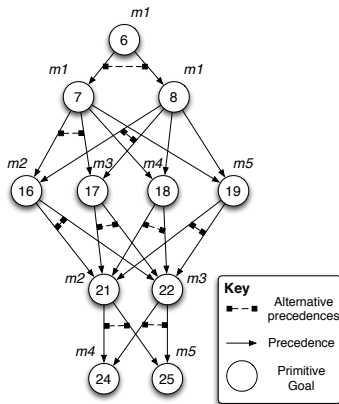 m1
6
m1
m1
7
8
m2
m3
m4
m5
16
17
18
19
m2
m3
21
22
m4
m5
24
25
Key
Alternative
precedences
Precedence
Primitive
Goal